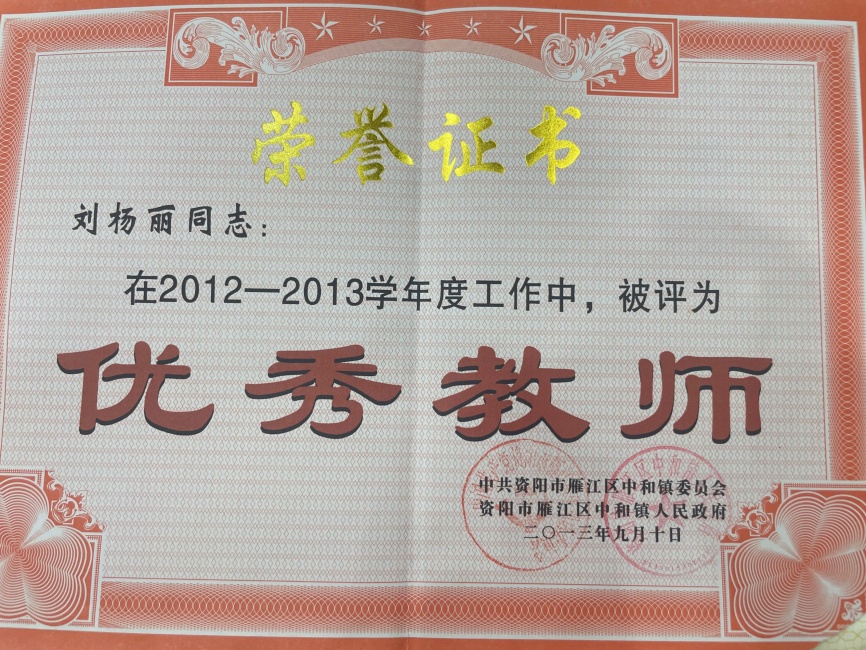 荣誉证书
刘杨丽同志：
在2012—2013学年度工作中，被评为
优秀教师
中共资阳市雁江区中和镇委员会
资阳市雁江区中和镇人民政府
二〇一三年九月十日